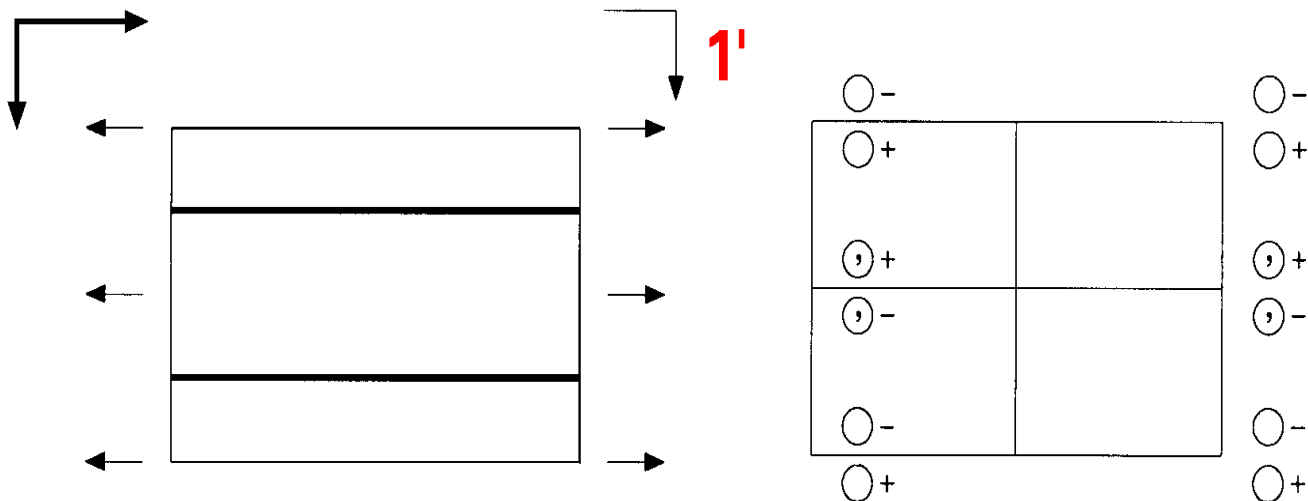 1'
- -
+ +
, + , +
, - , -
- -
+ +